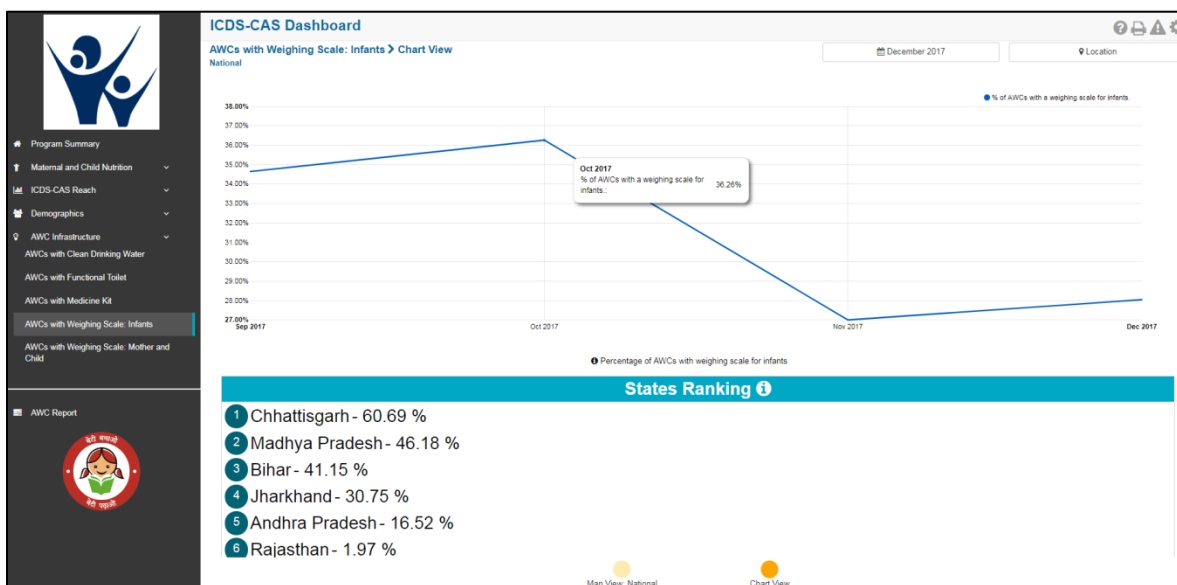 ICDS-CAS Dashboard
AWCs with Weighing Scale: Infants > Chart View
National
December 2017
Location
Program Summary
Maternal and Child Nutrition
ICDS-CAS Reach
Demographics
AWC Infrastructure
AWCs with Clean Drinking Water
AWCs with Functional Toilet
AWCs with Medicine Kit
AWCs with Weighing Scale: Infants
AWCs with Weighing Scale: Mother and
Child
AWC Report
बेटी बचाओ
बेटी पढ़ाओ
% of AWCs with a weighing scale for infants.
38.00%
37.00%
36.00%
35.00%
34.00%
33.00%
32.00%
31.00%
30.00%
29.00%
28.00%
27.00%
Oct 2017
% of AWCs with a weighing scale for
infants.: 36.26%
Sep 2017 Oct 2017 Nov 2017 Dec 2017
Percentage of AWCs with weighing scale for infants
States Ranking
1 Chhattisgarh - 60.69 %
2 Madhya Pradesh - 46.18 %
3 Bihar - 41.15 %
4 Jharkhand - 30.75 %
5 Andhra Pradesh - 16.52 %
6 Rajasthan - 1.97 %
Map View: National
Chart View